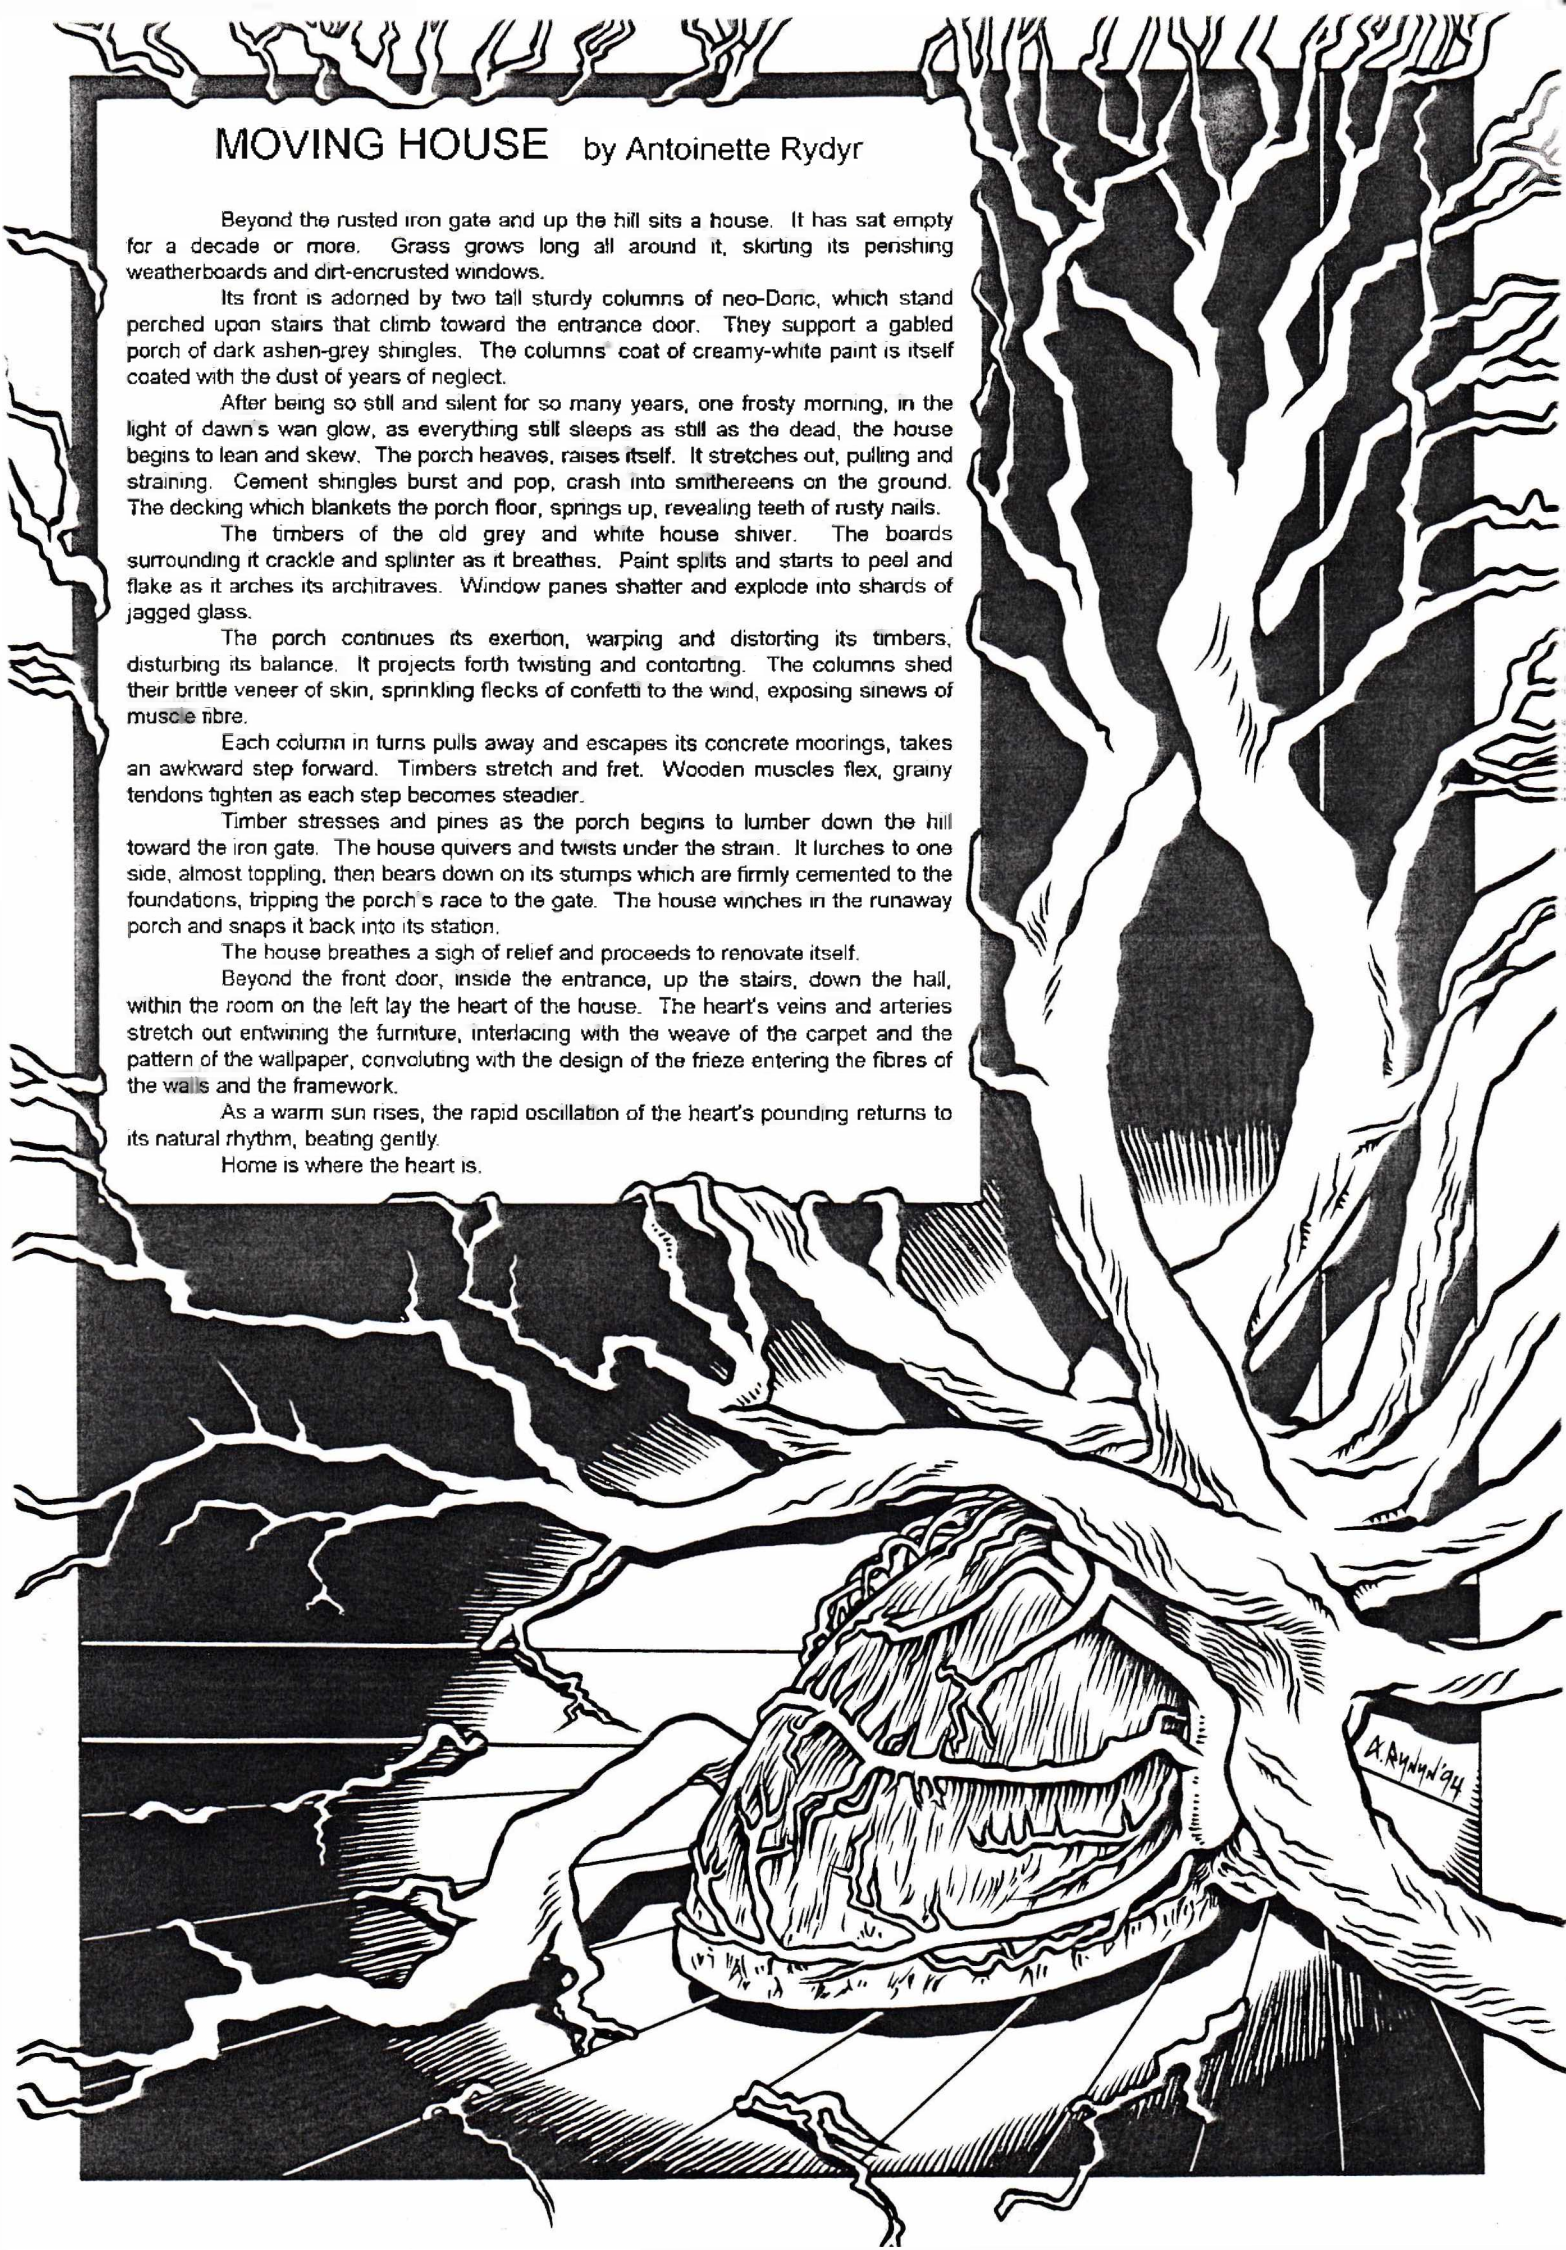 MOVING HOUSE by Antoinette Rydyr
Beyond the rusted iron gate and up the hill sits a house. It has sat empty
for a decade or more. Grass grows long all around it, skirting its perishing
weatherboards and dirt-encrusted windows.
Its front is adorned by two tall sturdy columns of neo-Doric, which stand
perched upon stairs that climb toward the entrance door. They support a gabled
porch of dark ashen-grey shingles. The columns' coat of creamy-white paint is itself
coated with the dust of years of neglect.
After being so still and silent for so many years, one frosty morning, in the
light of dawn's wan glow, as everything still sleeps as still as the dead, the house
begins to lean and skew. The porch heaves, raises itself. It stretches out, pulling and
straining. Cement shingles burst and pop, crash into smithereens on the ground.
The decking which blankets the porch floor, springs up, revealing teeth of rusty nails.
The timbers of the old grey and white house shiver. The boards
surrounding it crackle and splinter as it breathes. Paint splits and starts to peel and
flake as it arches its architraves. Window panes shatter and explode into shards of
jagged glass.
The porch continues its exertion, warping and distorting its timbers,
disturbing its balance. It projects forth twisting and contorting. The columns shed
their brittle veneer of skin, sprinkling flecks of confetti to the wind, exposing sinews of
muscle fibre.
Each column in turns pulls away and escapes its concrete moorings, takes
an awkward step forward. Timbers stretch and fret. Wooden muscles flex, grainy
tendons tighten as each step becomes steadier.
Timber stresses and pines as the porch begins to lumber down the hill
toward the iron gate. The house quivers and twists under the strain. It lurches to one
side, almost toppling, then bears down on its stumps which are firmly cemented to the
foundations, tripping the porch's race to the gate. The house winches in the runaway
porch and snaps it back into its station.
The house breathes a sigh of relief and proceeds to renovate itself.
Beyond the front door, inside the entrance, up the stairs, down the hall,
within the room on the left lay the heart of the house. The heart's veins and arteries
stretch out entwining the furniture, interlacing with the weave of the carpet and the
pattern of the wallpaper, convoluting with the design of the frieze entering the fibres of
the walls and the framework.
As a warm sun rises, the rapid oscillation of the heart's pounding returns to
its natural rhythm, beating gently.
Home is where the heart is.
A. Rydyr '94